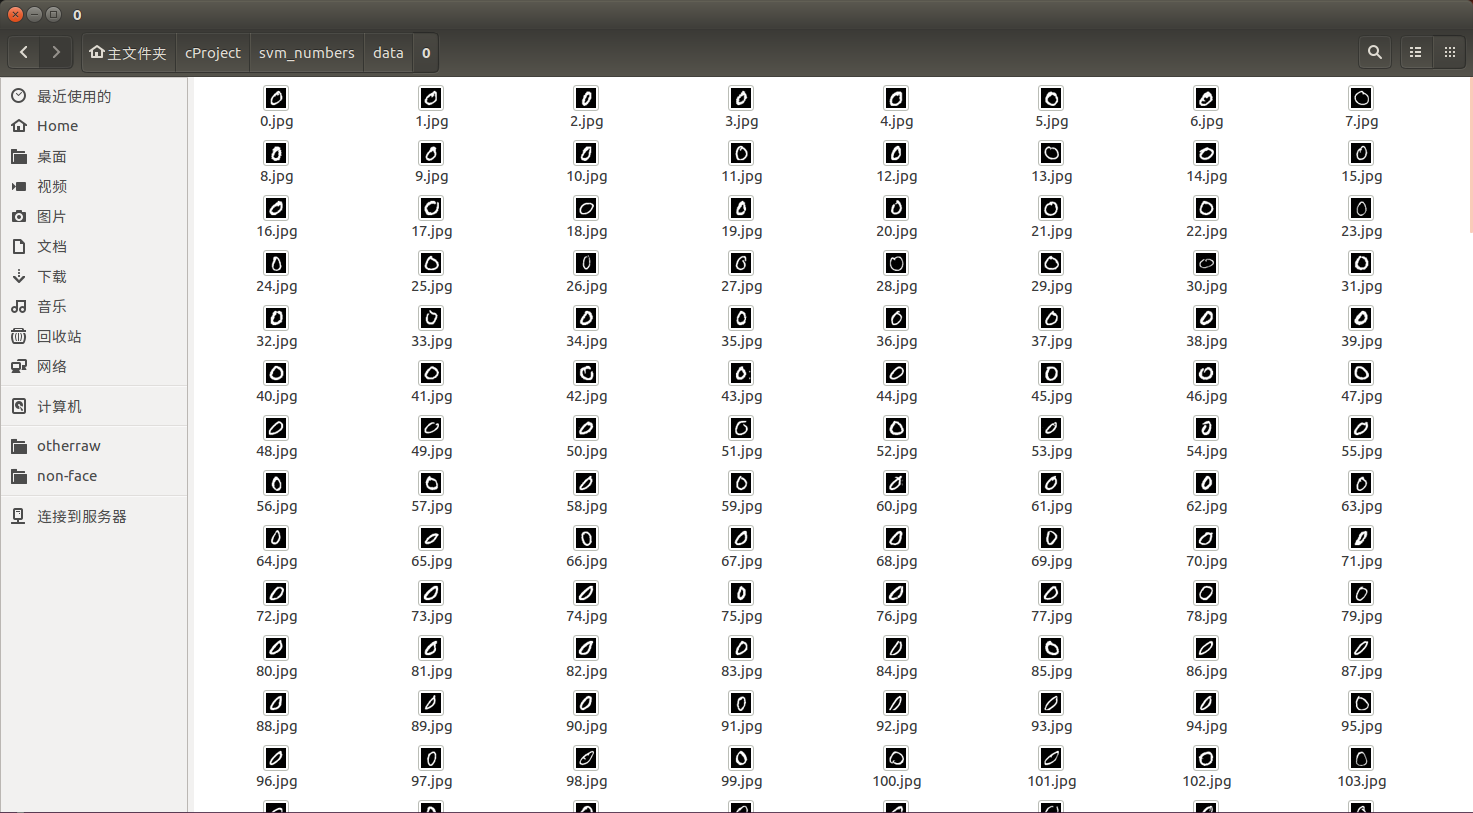 0
主文件夹 cProject svm_numbers data 0
最近使用的
Home
桌面
视频
图片
文档
下载
音乐
回收站
网络
计算机
otherraw
non-face
连接到服务器
0.jpg 1.jpg 2.jpg 3.jpg 4.jpg 5.jpg 6.jpg 7.jpg
8.jpg 9.jpg 10.jpg 11.jpg 12.jpg 13.jpg 14.jpg 15.jpg
16.jpg 17.jpg 18.jpg 19.jpg 20.jpg 21.jpg 22.jpg 23.jpg
24.jpg 25.jpg 26.jpg 27.jpg 28.jpg 29.jpg 30.jpg 31.jpg
32.jpg 33.jpg 34.jpg 35.jpg 36.jpg 37.jpg 38.jpg 39.jpg
40.jpg 41.jpg 42.jpg 43.jpg 44.jpg 45.jpg 46.jpg 47.jpg
48.jpg 49.jpg 50.jpg 51.jpg 52.jpg 53.jpg 54.jpg 55.jpg
56.jpg 57.jpg 58.jpg 59.jpg 60.jpg 61.jpg 62.jpg 63.jpg
64.jpg 65.jpg 66.jpg 67.jpg 68.jpg 69.jpg 70.jpg 71.jpg
72.jpg 73.jpg 74.jpg 75.jpg 76.jpg 77.jpg 78.jpg 79.jpg
80.jpg 81.jpg 82.jpg 83.jpg 84.jpg 85.jpg 86.jpg 87.jpg
88.jpg 89.jpg 90.jpg 91.jpg 92.jpg 93.jpg 94.jpg 95.jpg
96.jpg 97.jpg 98.jpg 99.jpg 100.jpg 101.jpg 102.jpg 103.jpg